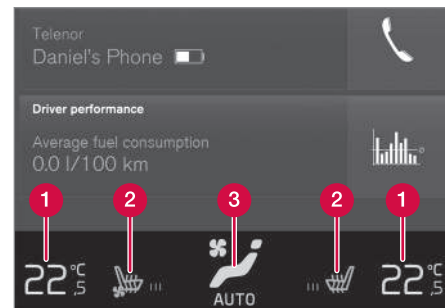 Telenor
Daniel's Phone
Driver performance
Average fuel consumption
0.0 l/100 km
1 2 3 2 1
22 °C ,5 AUTO 22 °C ,5